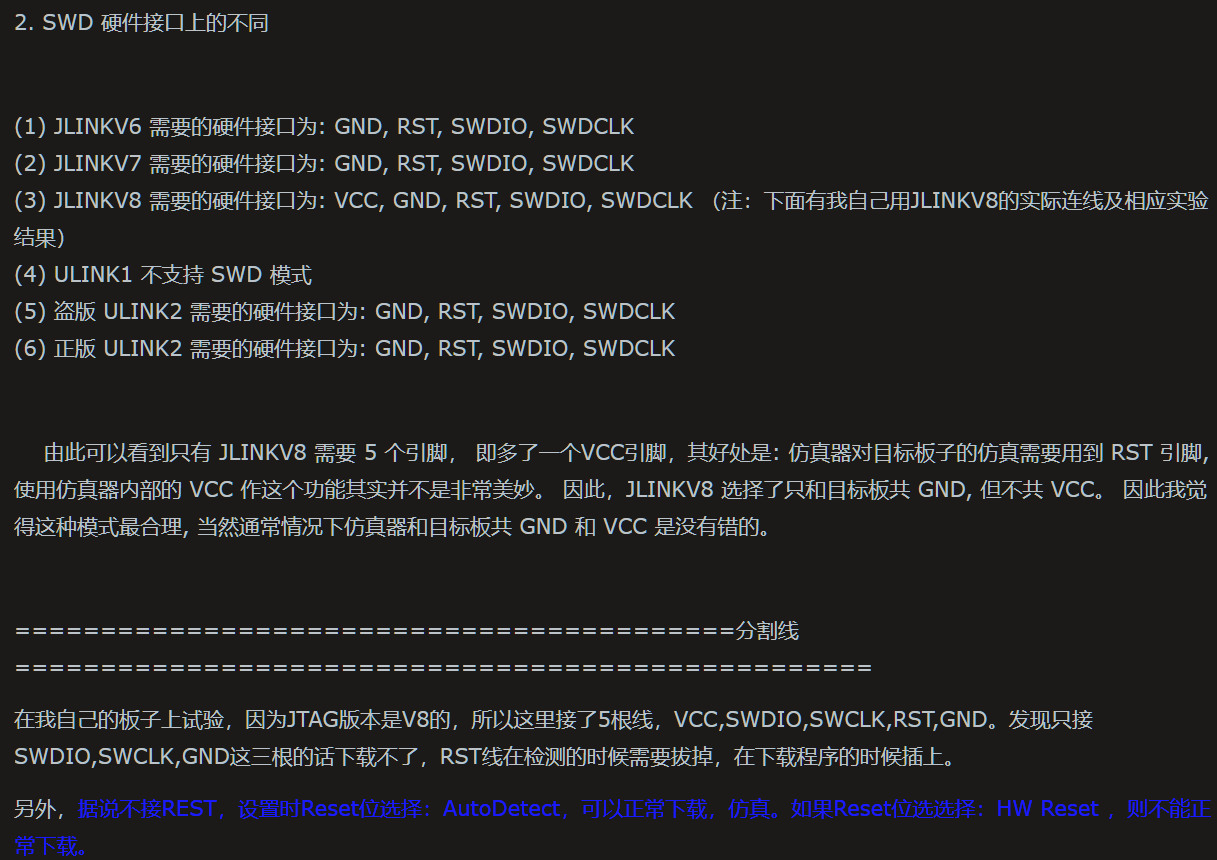 2. SWD 硬件接口上的不同
(1) JLINKV6 需要的硬件接口为: GND, RST, SWDIO, SWDCLK
(2) JLINKV7 需要的硬件接口为: GND, RST, SWDIO, SWDCLK
(3) JLINKV8 需要的硬件接口为: VCC, GND, RST, SWDIO, SWDCLK （注：下面有我自己用JLINKV8的实际连线及相应实验
结果）
(4) ULINK1 不支持 SWD 模式
(5) 盗版 ULINK2 需要的硬件接口为: GND, RST, SWDIO, SWDCLK
(6) 正版 ULINK2 需要的硬件接口为: GND, RST, SWDIO, SWDCLK
由此可以看到只有 JLINKV8 需要 5 个引脚， 即多了一个VCC引脚，其好处是: 仿真器对目标板子的仿真需要用到 RST 引脚,
使用仿真器内部的 VCC 作这个功能其实并不是非常美妙。 因此，JLINKV8 选择了只和目标板共 GND, 但不共 VCC。 因此我觉
得这种模式最合理, 当然通常情况下仿真器和目标板共 GND 和 VCC 是没有错的。
==========================================分割线
==================================================
在我自己的板子上试验，因为JTAG版本是V8的，所以这里接了5根线，VCC,SWDIO,SWCLK,RST,GND。发现只接
SWDIO,SWCLK,GND这三根的话下载不了，RST线在检测的时候需要拔掉，在下载程序的时候插上。
另外，据说不接REST，设置时Reset位选择：AutoDetect，可以正常下载，仿真。如果Reset位选选择：HW Reset ，则不能正
常下载。